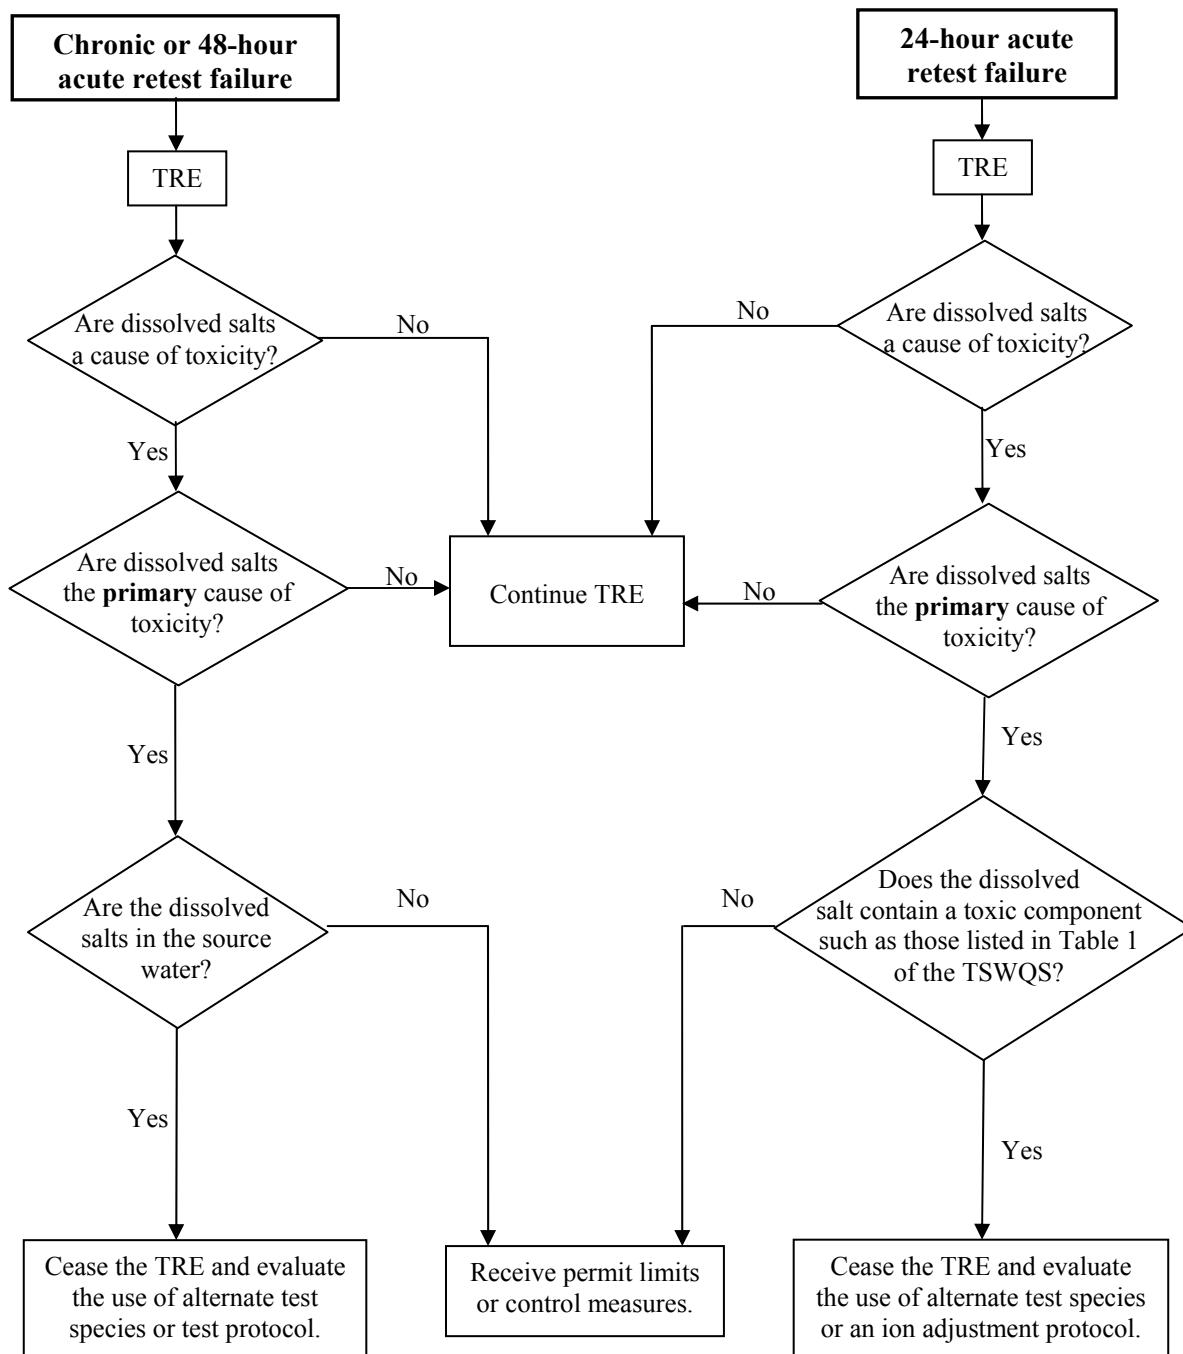 Chronic or 48-hour
acute retest failure
24-hour acute
retest failure
TRE
TRE
Are dissolved salts
a cause of toxicity?
No
No
Are dissolved salts
a cause of toxicity?
Yes
Yes
Are dissolved salts
the primary cause of
toxicity?
No
Continue TRE
No
Are dissolved salts
the primary cause of
toxicity?
Yes
Yes
Are the dissolved
salts in the source
water?
No
No
Does the dissolved
salt contain a toxic component
such as those listed in Table 1
of the TSWQS?
Yes
Yes
Cease the TRE and evaluate
the use of alternate test
species or test protocol.
Receive permit limits
or control measures.
Cease the TRE and evaluate
the use of alternate test species
or an ion adjustment protocol.